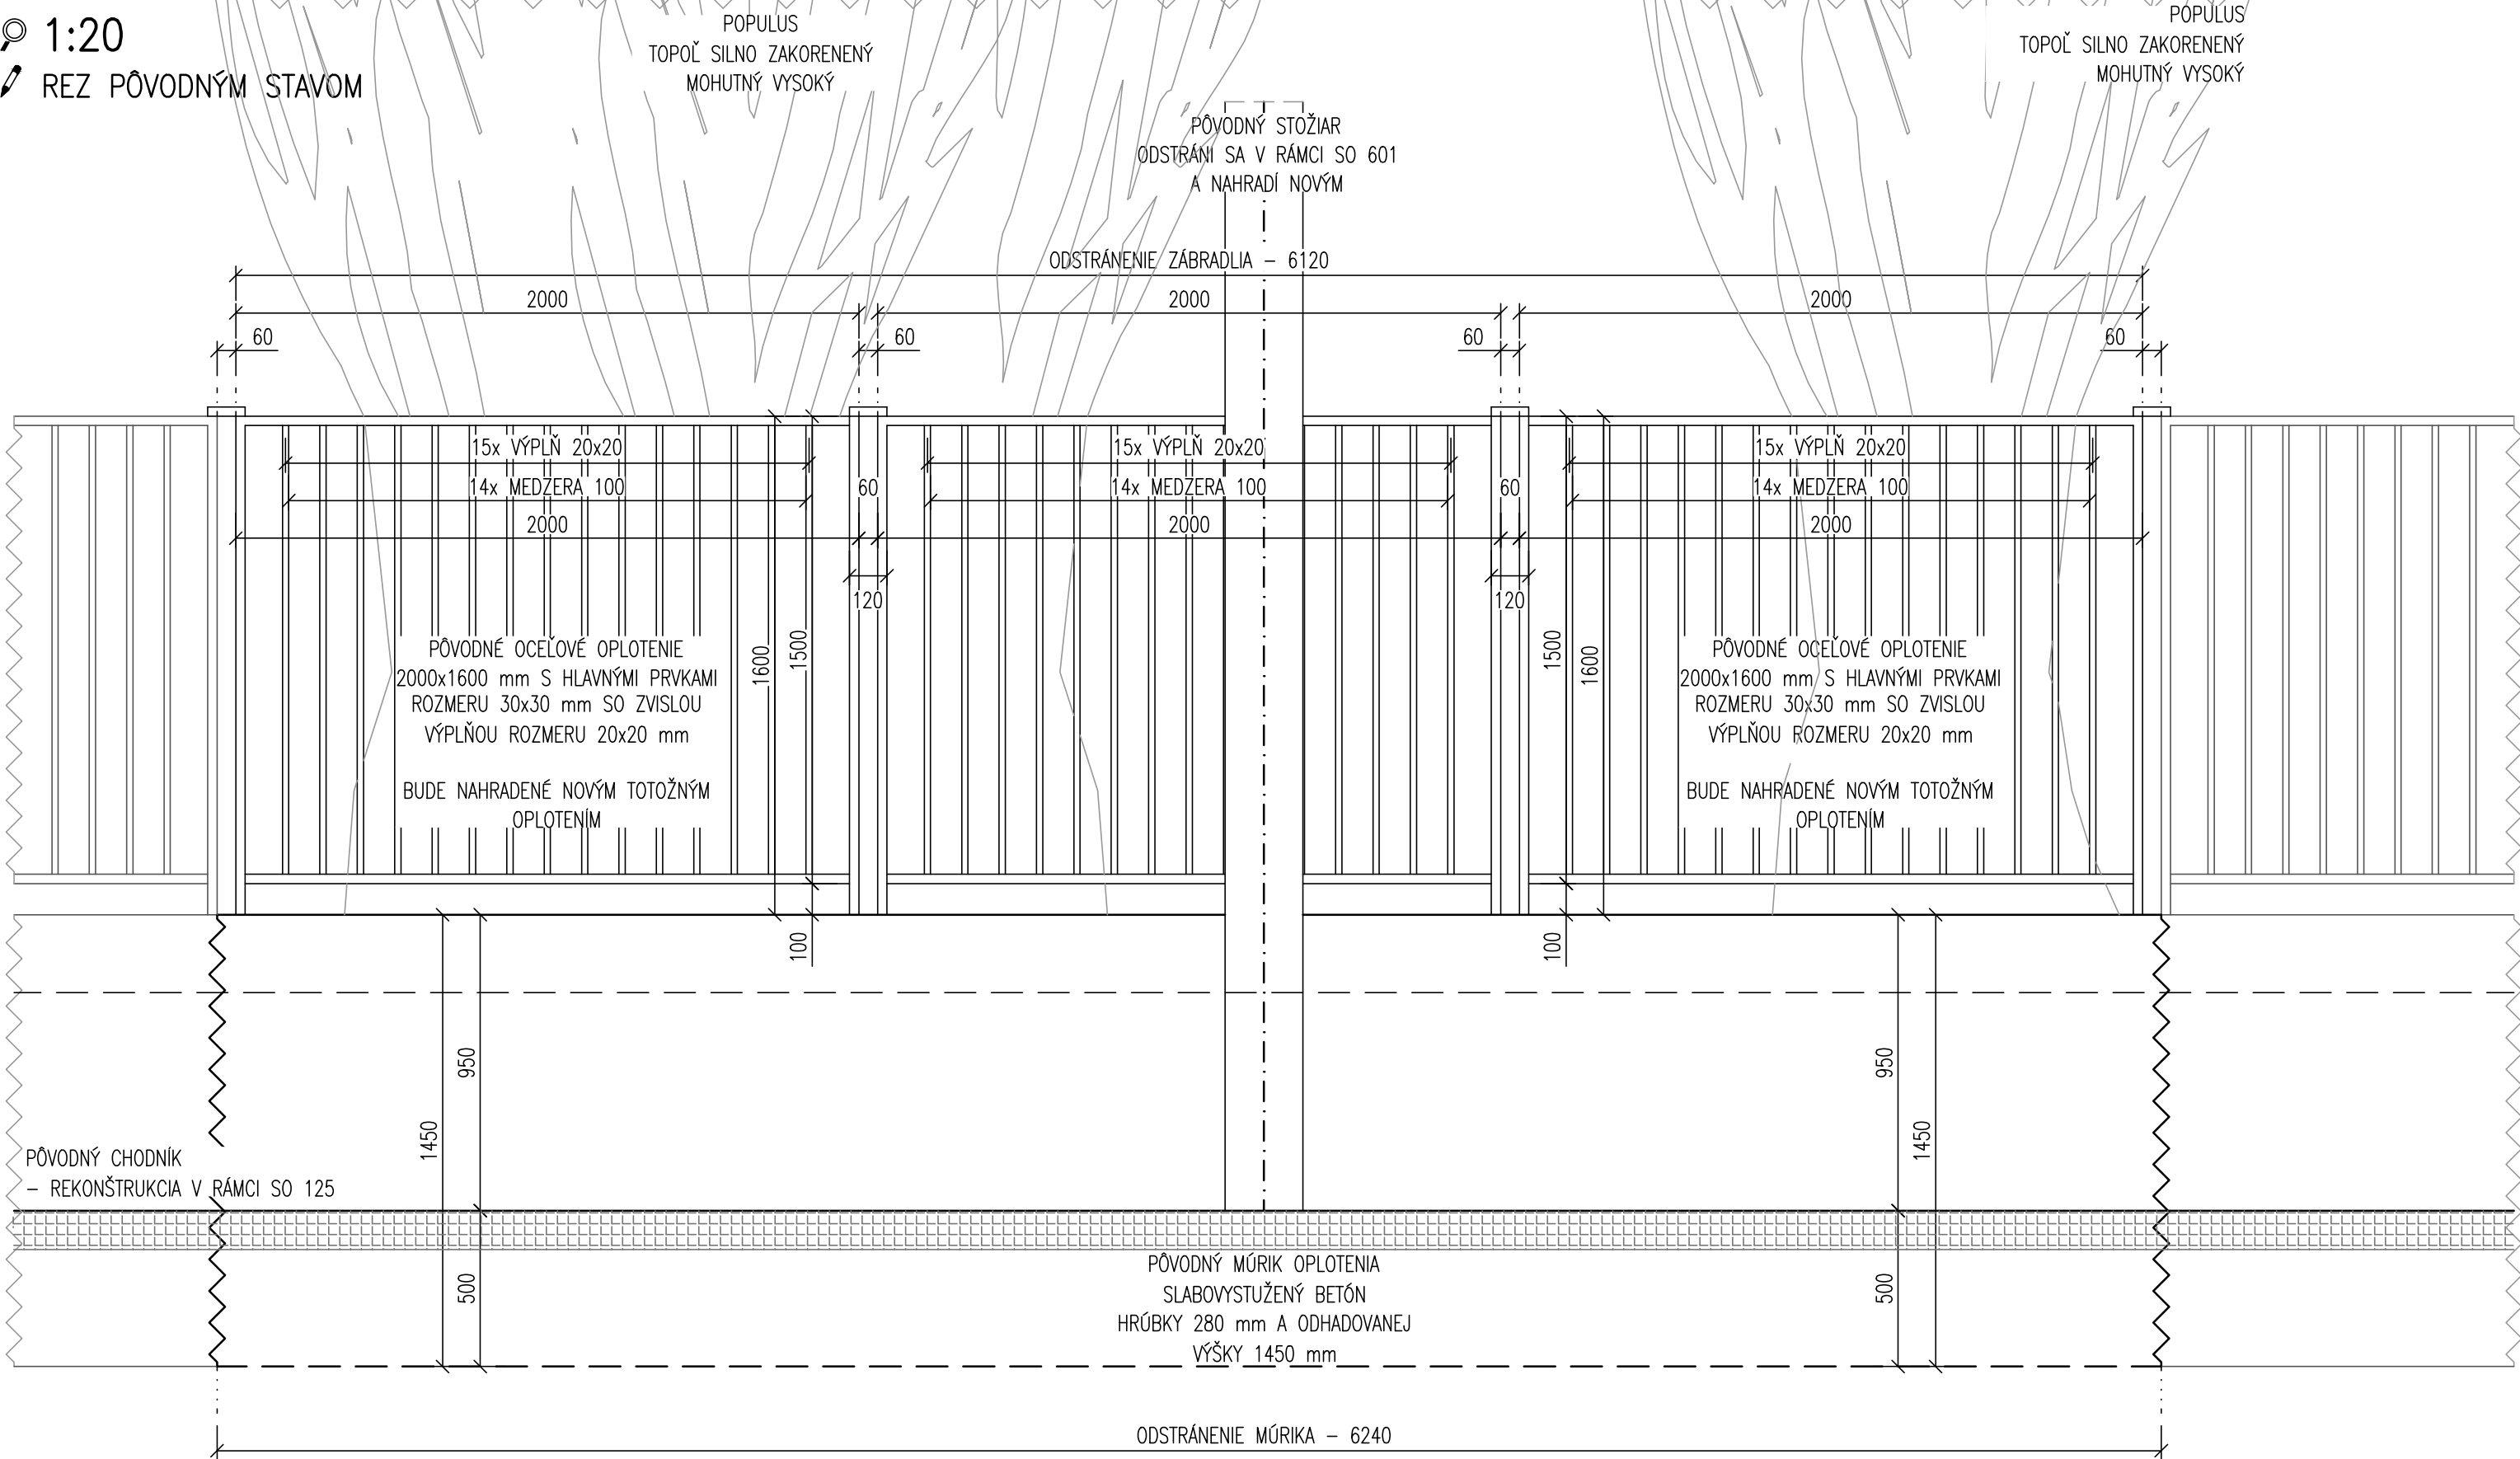 1:20
REZ PÔVODNÝM STAVOM
POPULUS
TOPOĽ SILNO ZAKORENENÝ
MOHUTNÝ VYSOKÝ
POPULUS
TOPOĽ SILNO ZAKORENENÝ
MOHUTNÝ VYSOKÝ
PÔVODNÝ STOŽIAR
ODSTRÁNI SA V RÁMCI SO 601
A NAHRADÍ NOVÝM
ODSTRÁNENIE ZÁBRADLIA – 6120
2000
2000
2000
60
60
60
60
15x VÝPLŇ 20x20
15x VÝPLŇ 20x20
15x VÝPLŇ 20x20
14x MEDZERA 100
60
14x MEDZERA 100
60
14x MEDZERA 100
2000
2000
2000
120
120
1600
1500
1500
1600
PÔVODNÉ OCEĽOVÉ OPLOTENIE
2000x1600 mm S HLAVNÝMI PRVKAMI
ROZMERU 30x30 mm SO ZVISLOU
VÝPLŇOU ROZMERU 20x20 mm
BUDE NAHRADENÉ NOVÝM TOTOŽNÝM
OPLOTENÍM
PÔVODNÉ OCEĽOVÉ OPLOTENIE
2000x1600 mm S HLAVNÝMI PRVKAMI
ROZMERU 30x30 mm SO ZVISLOU
VÝPLŇOU ROZMERU 20x20 mm
BUDE NAHRADENÉ NOVÝM TOTOŽNÝM
OPLOTENÍM
100
100
950
950
1450
1450
PÔVODNÝ CHODNÍK
– REKONŠTRUKCIA V RÁMCI SO 125
500
500
PÔVODNÝ MÚRIK OPLOTENIA
SLABOVYSTUŽENÝ BETÓN
HRÚBKY 280 mm A ODHADOVANEJ
VÝŠKY 1450 mm
ODSTRÁNENIE MÚRIKA – 6240